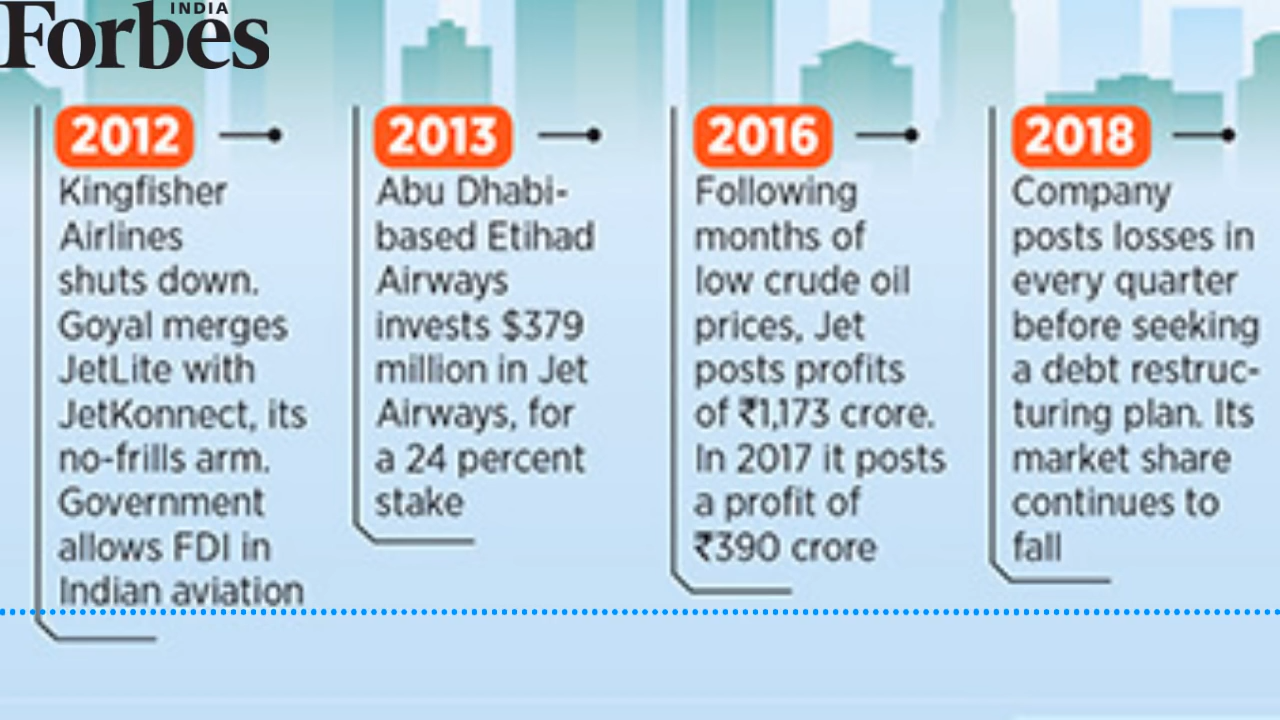 Forbes
INDIA
2012
Kingfisher
Airlines
shuts down.
Goyal merges
JetLite with
JetKonnect, its
no-frills arm.
Government
allows FDI in
Indian aviation
2013
Abu Dhabi-
based Etihad
Airways
invests $379
million in Jet
Airways, for
a 24 percent
stake
2016
Following
months of
low crude oil
prices, Jet
posts profits
of ₹1,173 crore.
In 2017 it posts
a profit of
₹390 crore
2018
Company
posts losses in
every quarter
before seeking
a debt restruc-
turing plan. Its
market share
continues to
fall